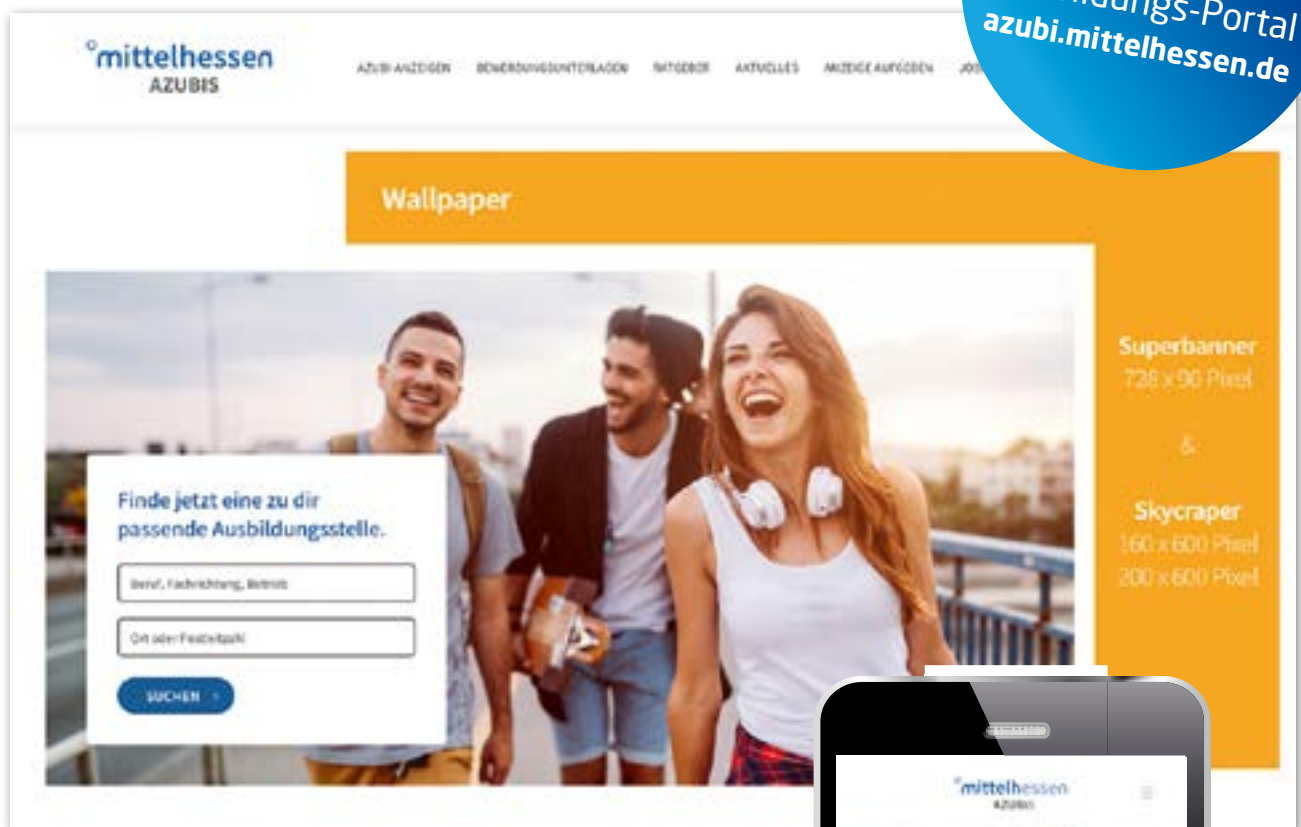 ildungs-Portal
azubi.mittelhessen.de
°mittelhessen
AZUBIS
AZUBI-ANZEIGEN BEWERBUNGSUNTERLAGEN RATGEBER AKTUELLES ANZEIGE AUFGEBEN
Wallpaper
Superbanner
728 x 90 Pixel
&
Skycraper
160 x 600 Pixel
200 x 600 Pixel
Finde jetzt eine zu dir
passende Ausbildungsstelle.
Beruf, Fachrichtung, Betrieb
Ort oder Postleitzahl
SUCHEN ›
°mittelhessen
AZUBIS